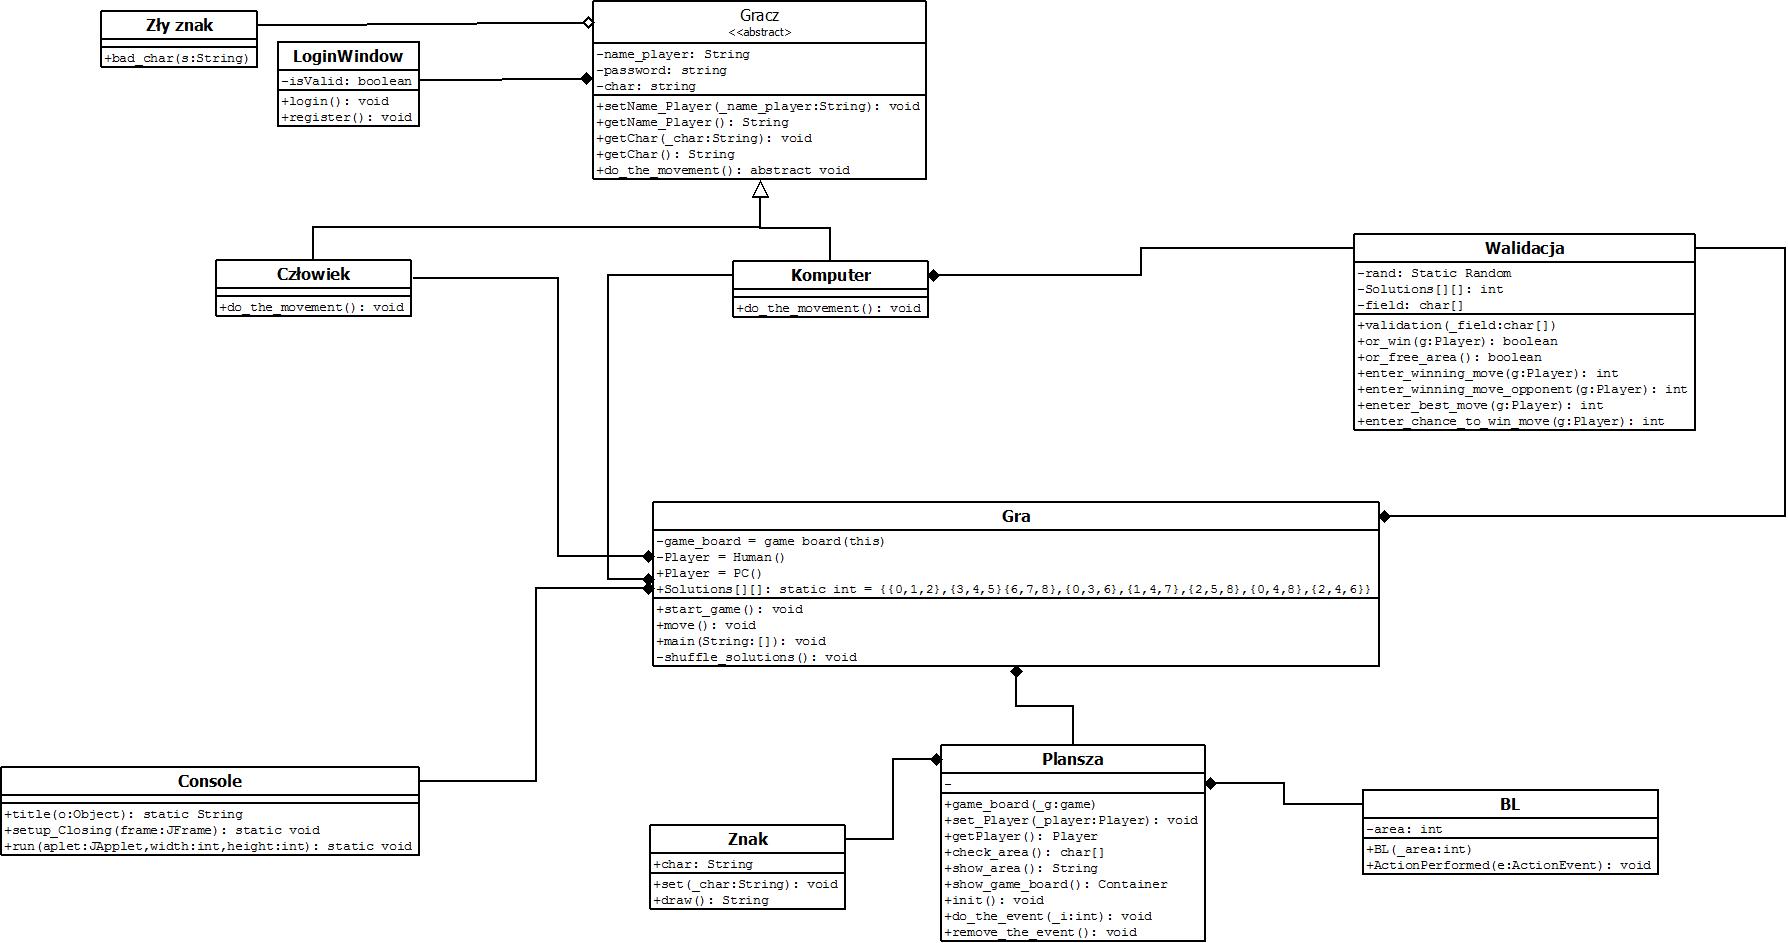 Zły znak
+bad_char(s:String)
LoginWindow
-isValid: boolean
+login(): void
+register(): void
Gracz
<<abstract>>
-name_player: String
-password: string
-char: string
+setName_Player(_name_player:String): void
+getName_Player(): String
+getChar(_char:String): void
+getChar(): String
+do_the_movement(): abstract void
Człowiek
+do_the_movement(): void
Komputer
+do_the_movement(): void
Walidacja
-rand: Static Random
-Solutions[][]: int
-field: char[]
+validation(_field:char[])
+or_win(g:Player): boolean
+or_free_area(): boolean
+enter_winning_move(g:Player): int
+enter_winning_move_opponent(g:Player): int
+eneter_best_move(g:Player): int
+enter_chance_to_win_move(g:Player): int
Gra
-game_board = game board(this)
-Player = Human()
+Player = PC()
+Solutions[][]: static int = {{0,1,2},{3,4,5}{6,7,8},{0,3,6},{1,4,7},{2,5,8},{0,4,8},{2,4,6}}
+start_game(): void
+move(): void
+main(String:[]): void
-shuffle_solutions(): void
Console
+title(o:Object): static String
+setup_Closing(frame:JFrame): static void
+run(aplet:JApplet,width:int,height:int): static void
Znak
+char: String
+set(_char:String): void
+draw(): String
Plansza
-
+game_board(_g:game)
+set_Player(_player:Player): void
+getPlayer(): Player
+check_area(): char[]
+show_area(): String
+show_game_board(): Container
+init(): void
+do_the_event(_i:int): void
+remove_the_event(): void
BL
-area: int
+BL(_area:int)
+ActionPerformed(e:ActionEvent): void